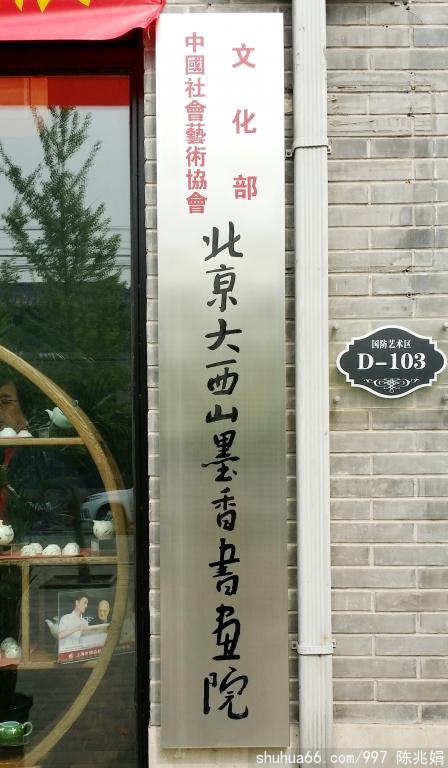 文化部
中國社會藝術協會
北京大西山墨香書画院
国防艺术区
D-103
shuhua66.com/997 陈兆娟